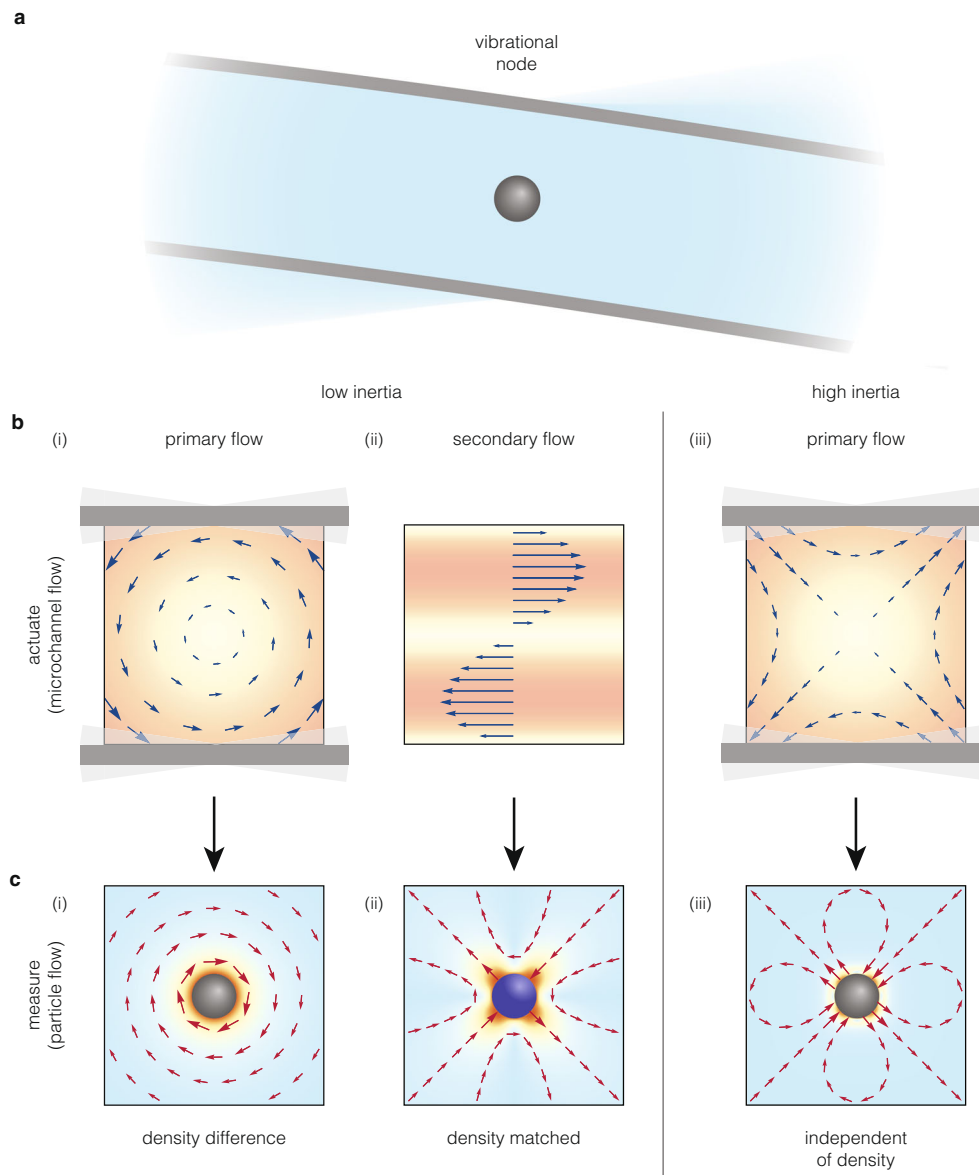 a
vibrational
node
low inertia
high inertia
b
(i)
primary flow
(ii)
secondary flow
(iii)
primary flow
actuate
(microchannel flow)
c
(i)
(ii)
(iii)
measure
(particle flow)
density difference
density matched
independent
of density